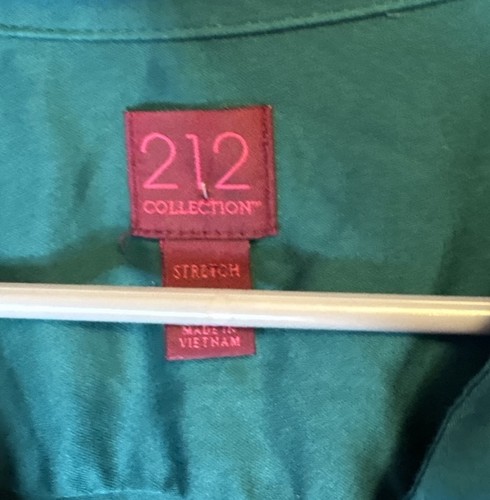 212
COLLECTION™
STRETCH
MADE IN
VIETNAM